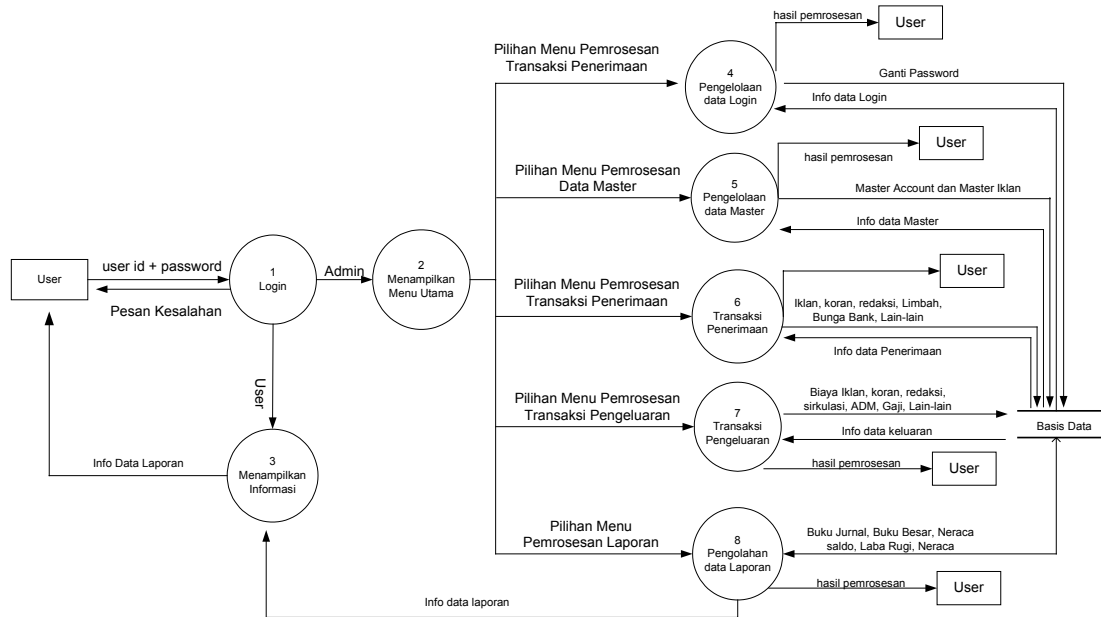 hasil pemrosesan
User
Pilihan Menu Pemrosesan
Transaksi Penerimaan
4
Pengelolaan
data Login
Ganti Password
Info data Login
User
hasil pemrosesan
Pilihan Menu Pemrosesan
Data Master
5
Pengelolaan
data Master
Master Account dan Master Iklan
Info data Master
User
user id + password
Pesan Kesalahan
1
Login
Admin
2
Menampilkan
Menu Utama
Pilihan Menu Pemrosesan
Transaksi Penerimaan
6
Transaksi
Penerimaan
User
Iklan, koran, redaksi, Limbah,
Bunga Bank, Lain-lain
Info data Penerimaan
User
Pilihan Menu Pemrosesan
Transaksi Pengeluaran
7
Transaksi
Pengeluaran
Biaya Iklan, koran, redaksi,
sirkulasi, ADM, Gaji, Lain-lain
Info data keluaran
Basis Data
hasil pemrosesan
User
Info Data Laporan
3
Menampilkan
Informasi
Pilihan Menu
Pemrosesan Laporan
8
Pengolahan
data Laporan
Buku Jurnal, Buku Besar, Neraca
saldo, Laba Rugi, Neraca
hasil pemrosesan
User
Info data laporan